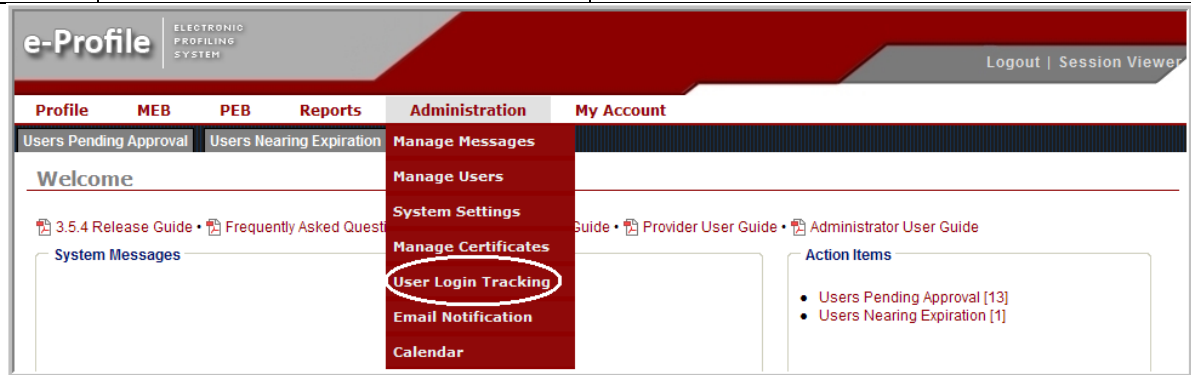 e-Profile
ELECTRONIC
PROFILING
SYSTEM
Logout | Session Viewer
Profile MEB PEB Reports Administration My Account
Users Pending Approval Users Nearing Expiration
Manage Messages
Manage Users
System Settings
Manage Certificates
User Login Tracking
Email Notification
Calendar
Welcome
3.5.4 Release Guide • Frequently Asked Guide • Provider User Guide • Administrator User Guide
System Messages
Action Items
• Users Pending Approval [13]
• Users Nearing Expiration [1]